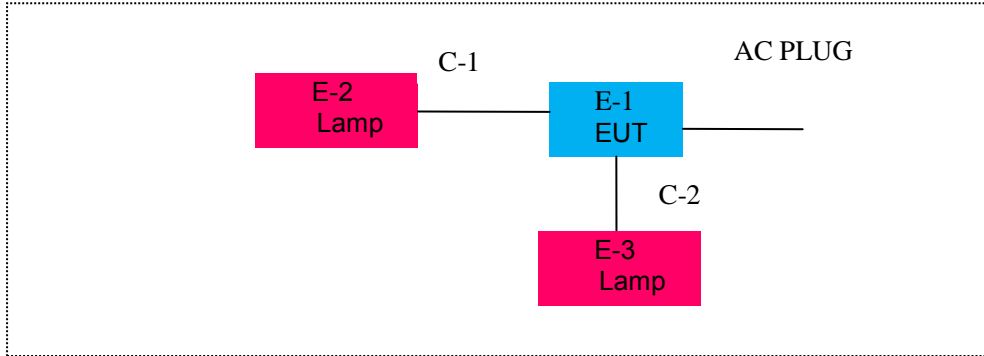 AC PLUG
C-1
E-2
Lamp
E-1
EUT
C-2
E-3
Lamp